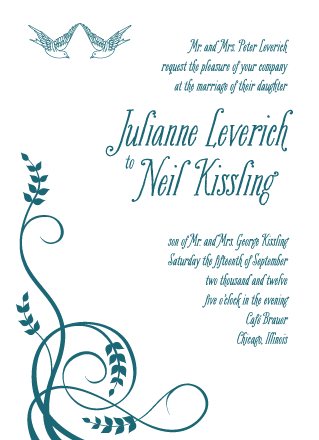 Mr. and Mrs. Peter Leverich
request the pleasure of your company
at the marriage of their daughter
Julianne Leverich
to Neil Kissling
son of Mr. and Mrs. George Kissling
Saturday the fifteenth of September
two thousand and twelve
five o'clock in the evening
Café Brauer
Chicago, Illinois